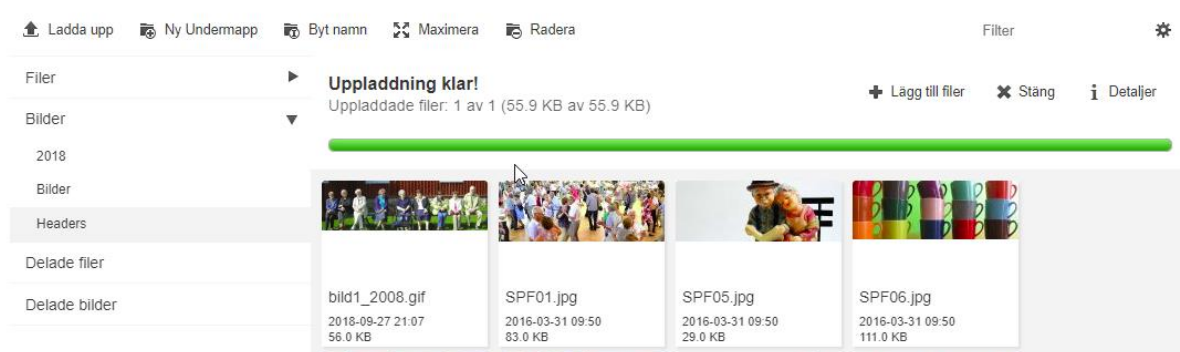 Ladda upp Ny Undermapp Byt namn Maximera Radera Filter
Filer
Bilder
2018
Bilder
Headers
Delade filer
Delade bilder
Uppladdning klar!
Uppladdade filer: 1 av 1 (55.9 KB av 55.9 KB)
Lägg till filer Stäng Detaljer
bild1_2008.gif
2018-09-27 21:07
56.0 KB
SPF01.jpg
2016-03-31 09:50
83.0 KB
SPF05.jpg
2016-03-31 09:50
29.0 KB
SPF06.jpg
2016-03-31 09:50
111.0 KB